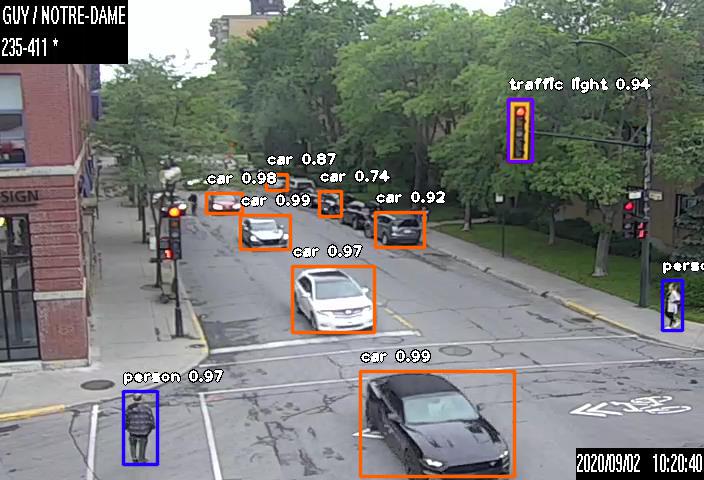 GUY / NOTRE-DAME
235-411 *
traffic light 0.94
car 0.87
car 0.98
car 0.74
car 0.99
car 0.92
SIGN
car 0.97
perso
car 0.99
person 0.97
2020/09/02 10:20:40